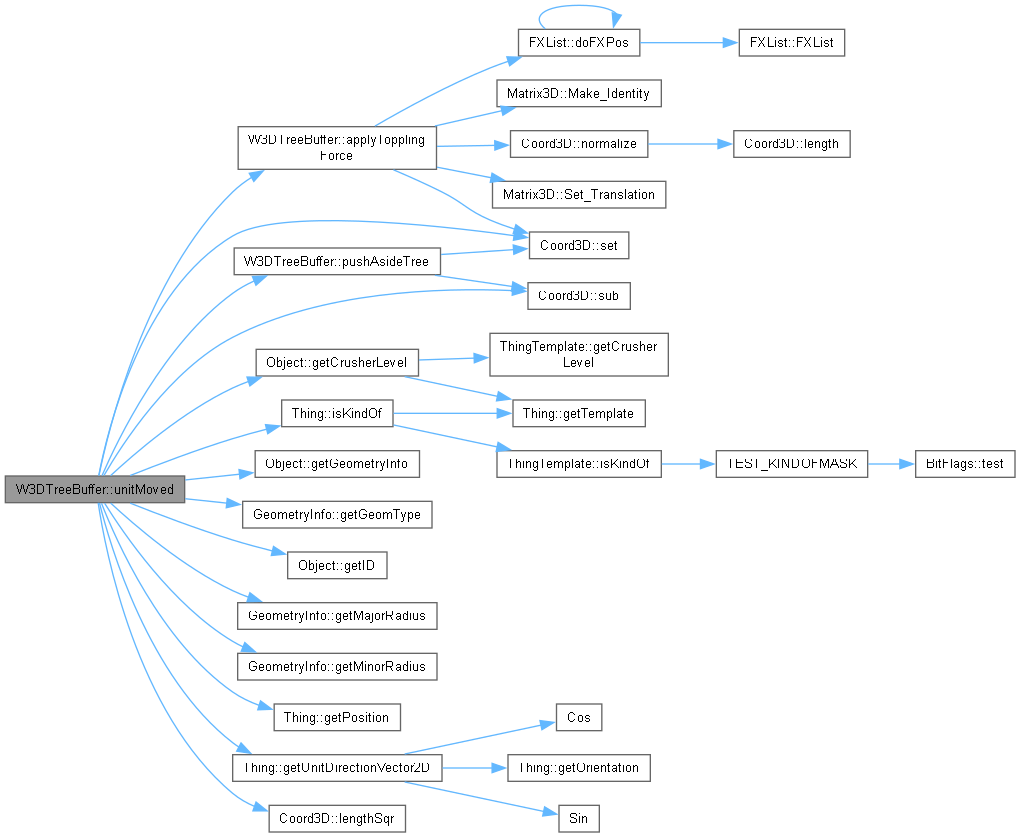 FXList::doFXPos
FXList::FXList
Matrix3D::Make_Identity
W3DTreeBuffer::applyToppling
Force
Coord3D::normalize
Coord3D::length
Matrix3D::Set_Translation
Coord3D::set
W3DTreeBuffer::pushAsideTree
Coord3D::sub
ThingTemplate::getCrusher
Level
Object::getCrusherLevel
Thing::isKindOf
Thing::getTemplate
Object::getGeometryInfo
ThingTemplate::isKindOf
TEST_KINDOFMASK
BitFlags::test
W3DTreeBuffer::unitMoved
GeometryInfo::getGeomType
Object::getID
GeometryInfo::getMajorRadius
GeometryInfo::getMinorRadius
Thing::getPosition
Cos
Thing::getUnitDirectionVector2D
Thing::getOrientation
Coord3D::lengthSqr
Sin